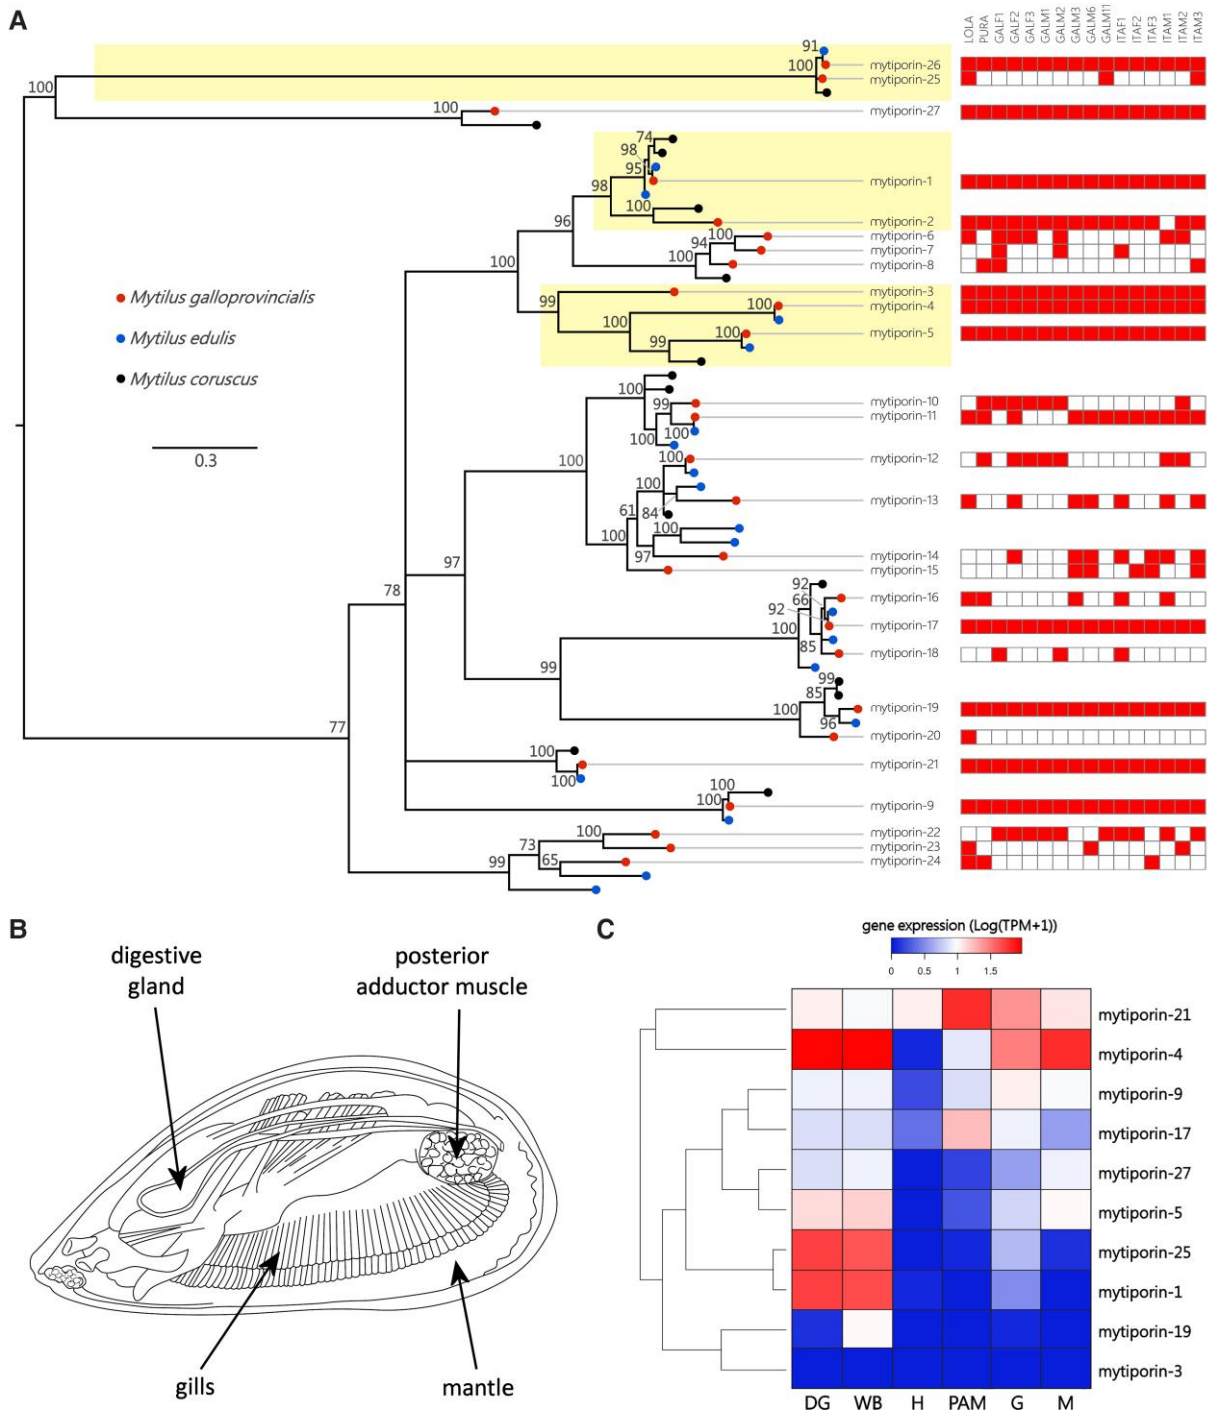 A
LOLA
PURA
GALF1
GALF2
GALF3
GALM1
GALM2
GALM3
GALM6
GALM11
ITAF1
ITAF2
ITAF3
ITAM1
ITAM2
ITAM3
91
100 mytiporin-26
mytiporin-25
100
100 mytiporin-27
74
98
95
98 mytiporin-1
100
96 mytiporin-2
100 mytiporin-6
94 mytiporin-7
100 mytiporin-8
100
99 mytiporin-3
100 mytiporin-4
100
100 mytiporin-5
99
Mytilus galloprovincialis
Mytilus edulis
Mytilus coruscus
0.3
100
99 mytiporin-10
mytiporin-11
100
100
100 mytiporin-12
100
100
mytiporin-13
84
61
100
100
97 mytiporin-14
mytiporin-15
97
78
92
66 mytiporin-16
92
100 mytiporin-17
85 mytiporin-18
99
99
85
100 mytiporin-19
96
mytiporin-20
77
100
mytiporin-21
100
100
100 mytiporin-9
100 mytiporin-22
73 mytiporin-23
65 mytiporin-24
99
B
digestive
gland
posterior
adductor muscle
gills
mantle
C
gene expression (Log(TPM+1))
0 0.5 1 1.5
mytiporin-21
mytiporin-4
mytiporin-9
mytiporin-17
mytiporin-27
mytiporin-5
mytiporin-25
mytiporin-1
mytiporin-19
mytiporin-3
DG WB H PAM G M